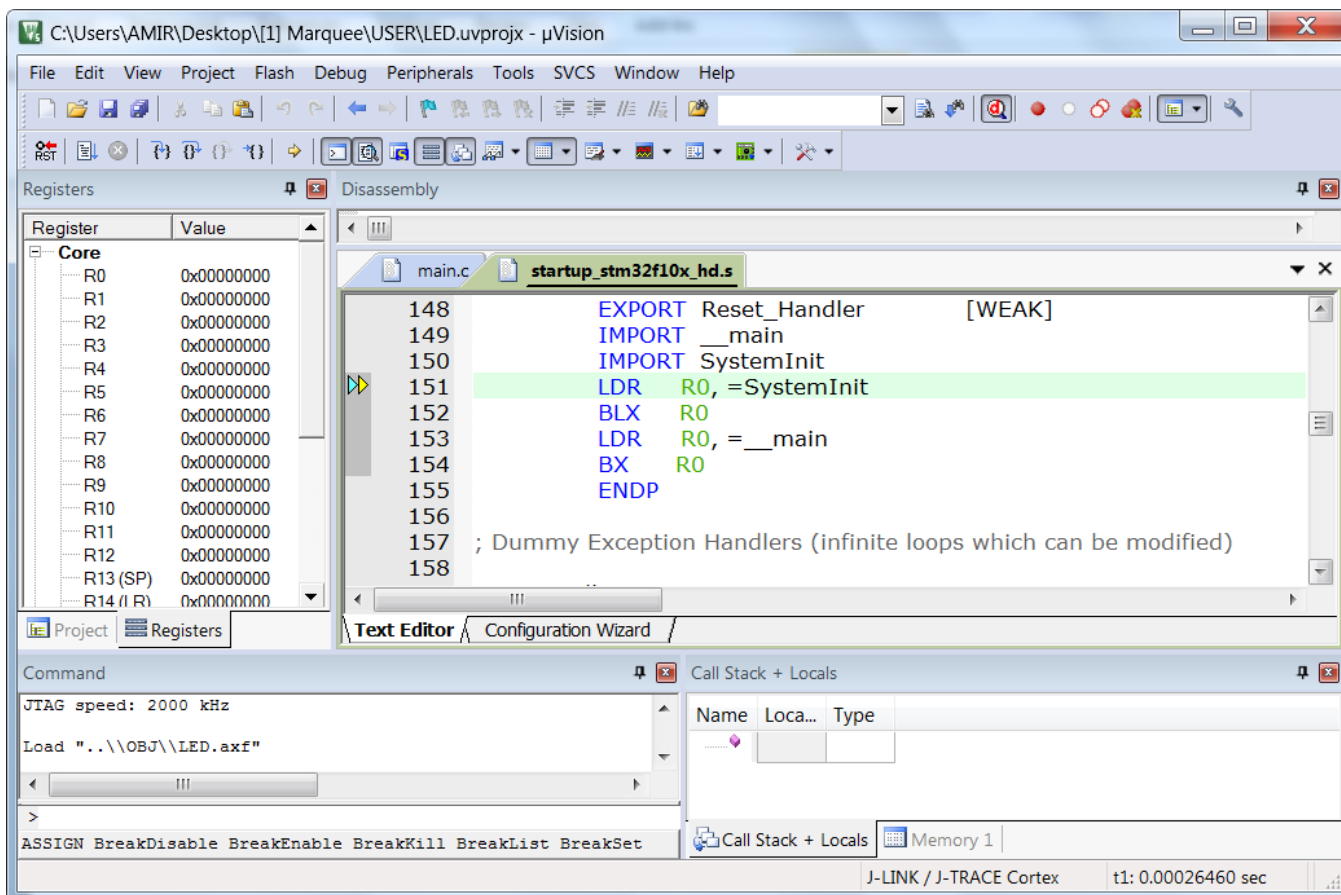 C:\Users\AMIR\Desktop\[1] Marquee\USER\LED.uvprojx - µVision
File Edit View Project Flash Debug Peripherals Tools SVCS Window Help
RST
Registers
Disassembly
Register Value
Core
R0 0x00000000
R1 0x00000000
R2 0x00000000
R3 0x00000000
R4 0x00000000
R5 0x00000000
R6 0x00000000
R7 0x00000000
R8 0x00000000
R9 0x00000000
R10 0x00000000
R11 0x00000000
R12 0x00000000
R13 (SP) 0x00000000
R14 (LR) 0x00000000
Project Registers
main.c startup_stm32f10x_hd.s
148 EXPORT Reset_Handler [WEAK]
149 IMPORT __main
150 IMPORT SystemInit
151 LDR R0, =SystemInit
152 BLX R0
153 LDR R0, =__main
154 BX R0
155 ENDP
156
157 ; Dummy Exception Handlers (infinite loops which can be modified)
158
Text Editor Configuration Wizard
Command
JTAG speed: 2000 kHz
Load "..\\OBJ\\LED.axf"
>
ASSIGN BreakDisable BreakEnable BreakKill BreakList BreakSet
Call Stack + Locals
Name Loca... Type
Call Stack + Locals Memory 1
J-LINK / J-TRACE Cortex t1: 0.00026460 sec